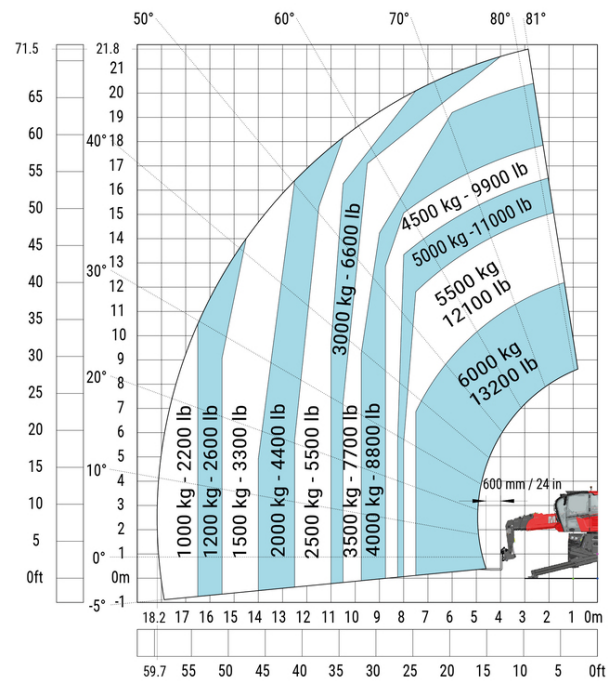 50°
60°
70°
80°
81°
71.5
21.8
21
65
20
19
60
40°
18
17
55
16
50
15
14
45
13
40
30°
12
35
11
10
30
9
25
20°
8
7
20
6
5
15
10°
4
10
3
2
5
1
0°
0ft
0m
-5°
-1
4500 kg - 9900 lb
5000 kg -11000 lb
5500 kg
12100 lb
6000 kg
13200 lb
3000 kg - 6600 lb
1000 kg - 2200 lb
1200 kg - 2600 lb
1500 kg - 3300 lb
2000 kg - 4400 lb
2500 kg - 5500 lb
3500 kg - 7700 lb
4000 kg - 8800 lb
600 mm / 24 in
18.2 17 16 15 14 13 12 11 10 9 8 7 6 5 4 3 2 1 0m
59.7 55 50 45 40 35 30 25 20 15 10 5 0ft